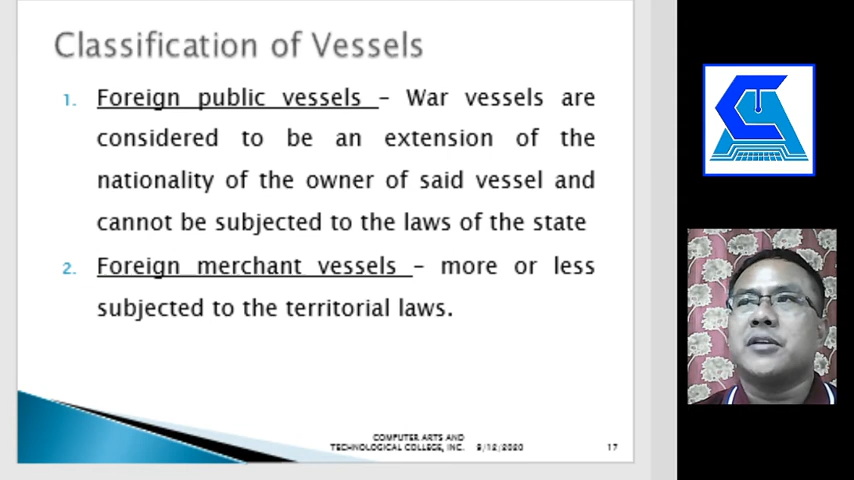 Classification of Vessels
1. Foreign public vessels – War vessels are
considered to be an extension of the
nationality of the owner of said vessel and
cannot be subjected to the laws of the state
2. Foreign merchant vessels – more or less
subjected to the territorial laws.
COMPUTER ARTS AND
TECHNOLOGICAL COLLEGE, INC. 9/12/2020 17